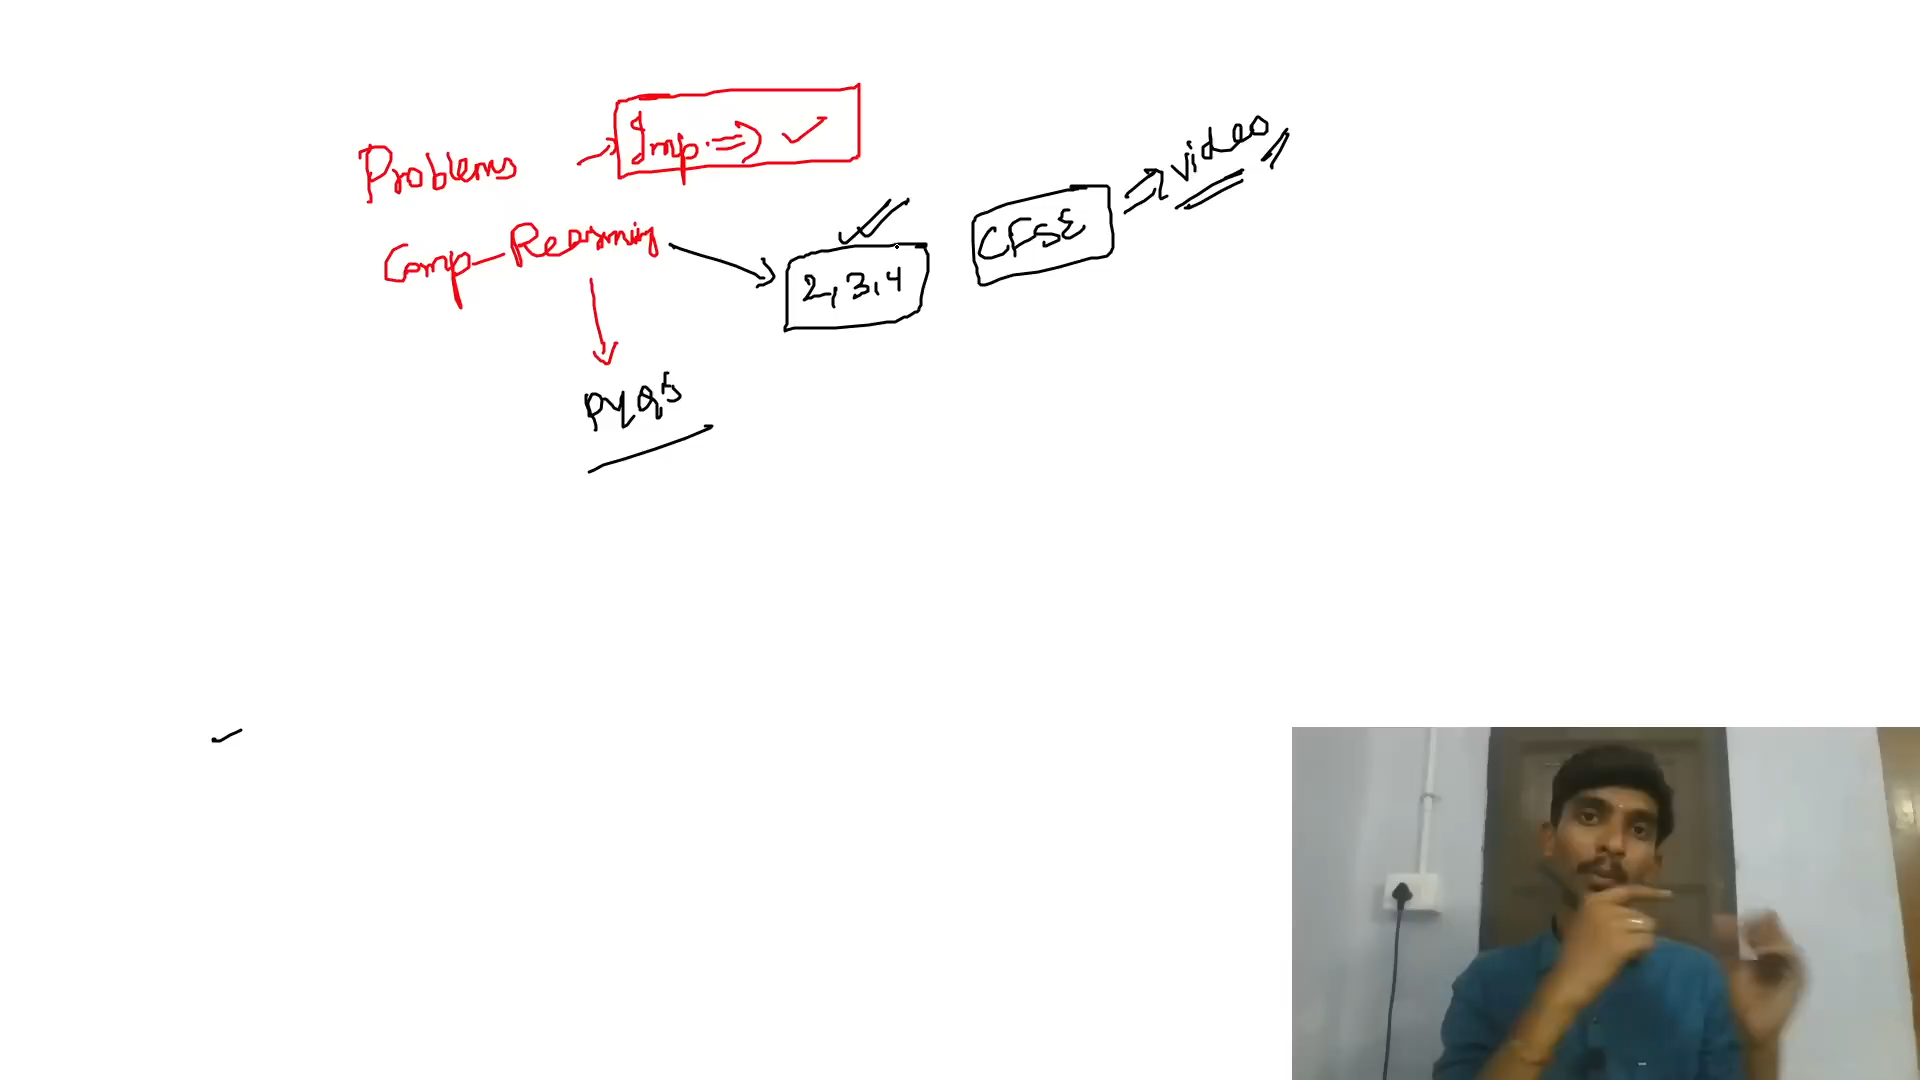 Problems → Imp. ⇒ ✓
Comp - Reasoning → 2, 3, 4
CFSE ⇒ video
PYQ's